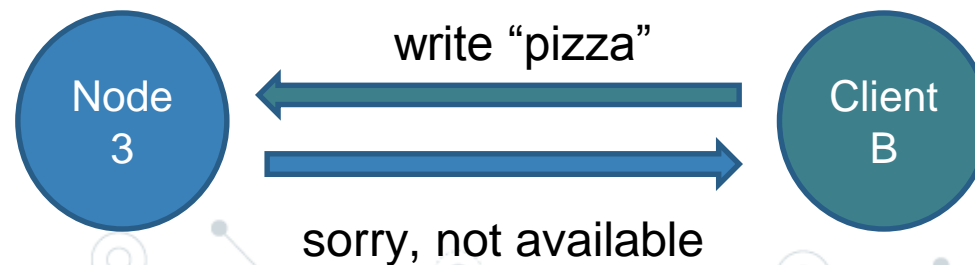 write “pizza”
Node
3
Client
B
sorry, not available